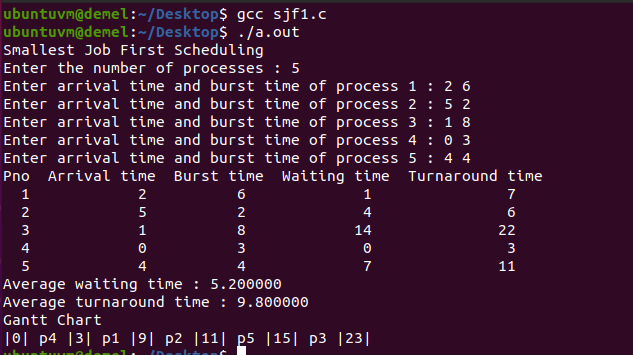 ubuntuvm@demel:~/Desktop$ gcc sjf1.c
ubuntuvm@demel:~/Desktop$ ./a.out
Smallest Job First Scheduling
Enter the number of processes : 5
Enter arrival time and burst time of process 1 : 2 6
Enter arrival time and burst time of process 2 : 5 2
Enter arrival time and burst time of process 3 : 1 8
Enter arrival time and burst time of process 4 : 0 3
Enter arrival time and burst time of process 5 : 4 4
Pno  Arrival time  Burst time  Waiting time  Turnaround time
1 2 6 1 7
2 5 2 4 6
3 1 8 14 22
4 0 3 0 3
5 4 4 7 11
Average waiting time : 5.200000
Average turnaround time : 9.800000
Gantt Chart
|0| p4 |3| p1 |9| p2 |11| p5 |15| p3 |23|
ubuntuvm@demel:~/Desktop$